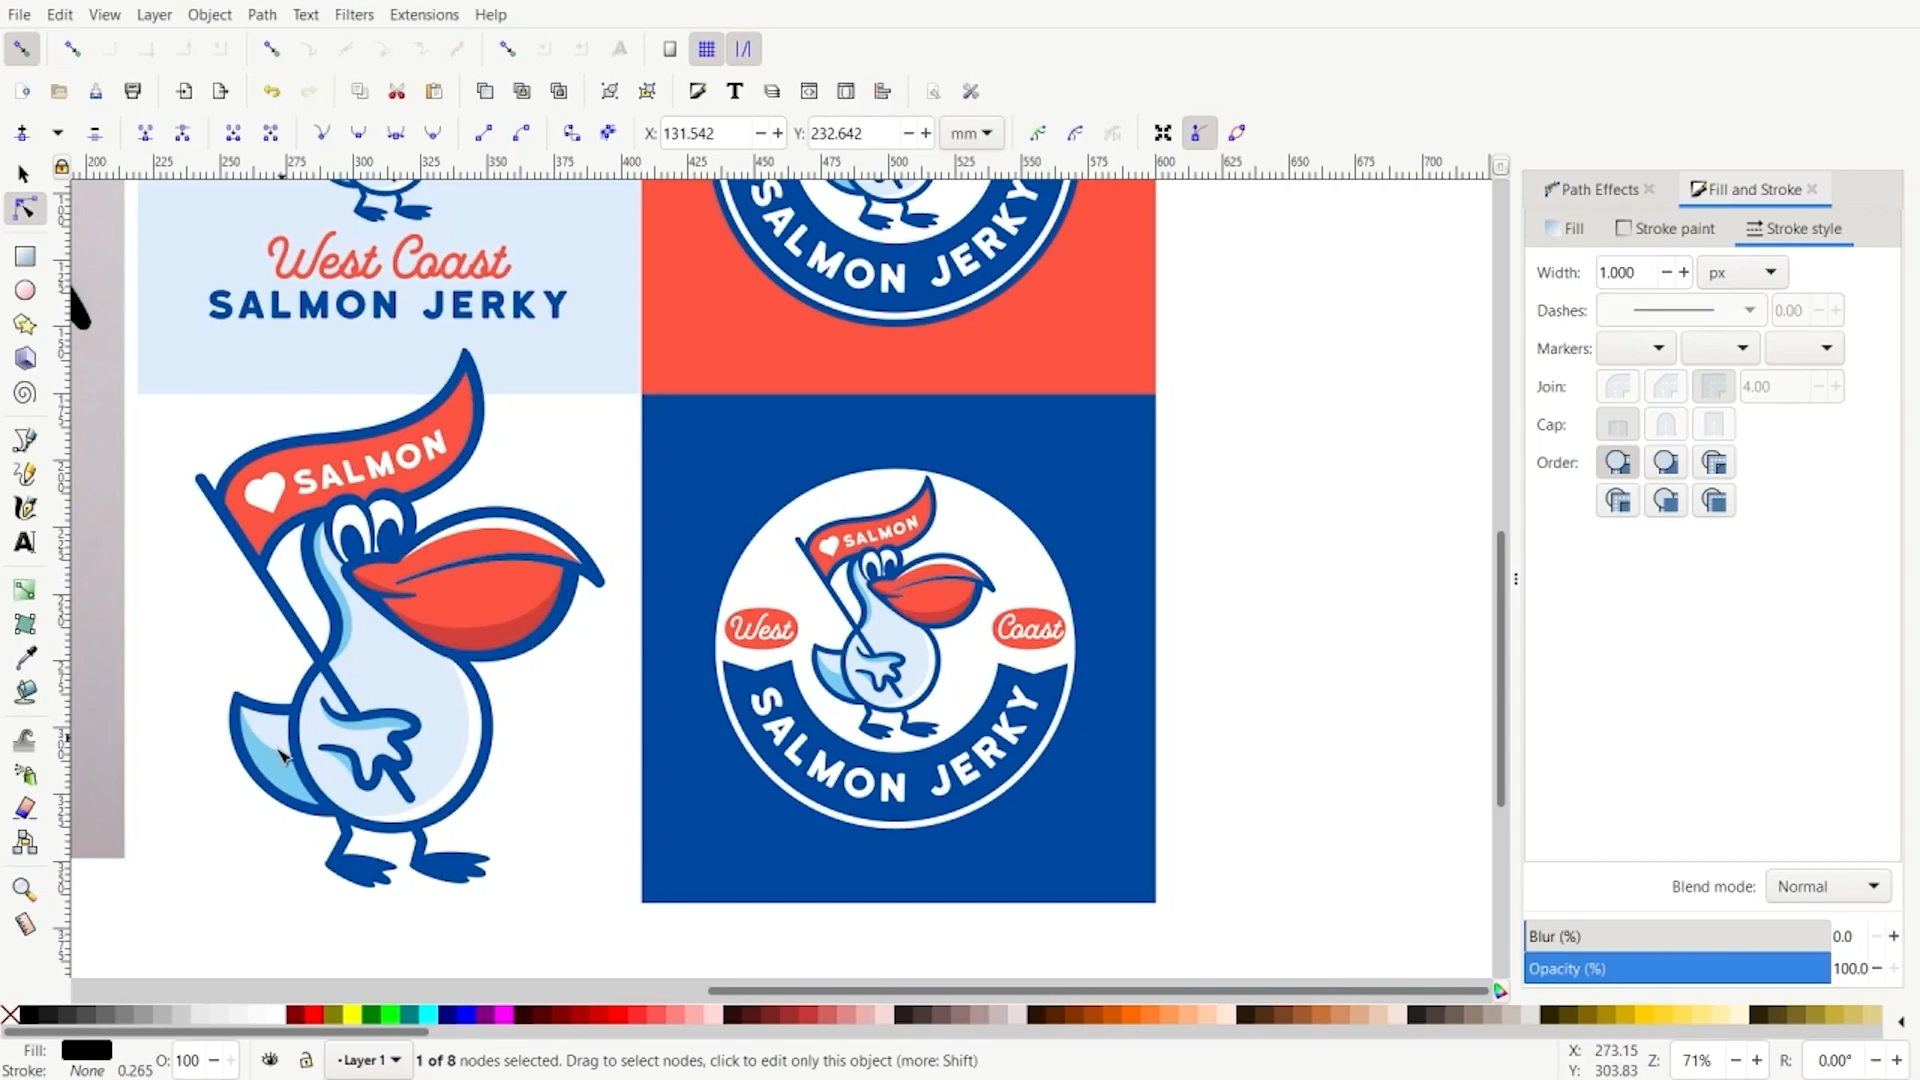 File Edit View Layer Object Path Text Filters Extensions Help
X: 131.542 Y: 232.642 mm
200 225 250 275 300 325 350 375 400 425 450 475 500 525 550 575 600 625 650 675 700
Path Effects Fill and Stroke
Fill Stroke paint Stroke style
Width: 1.000 px
Dashes: 0.00
Markers:
Join: 4.00
Cap:
Order:
SALMON JERKY
West Coast
SALMON JERKY
SALMON
SALMON
West Coast
SALMON JERKY
Blend mode: Normal
Blur (%) 0.0
Opacity (%) 100.0
Fill: O: 100 Layer 1 1 of 8 nodes selected. Drag to select nodes, click to edit only this object (more: Shift) X: 273.15 Z: 71% R: 0.00°
Stroke: None 0.265 Y: 303.83